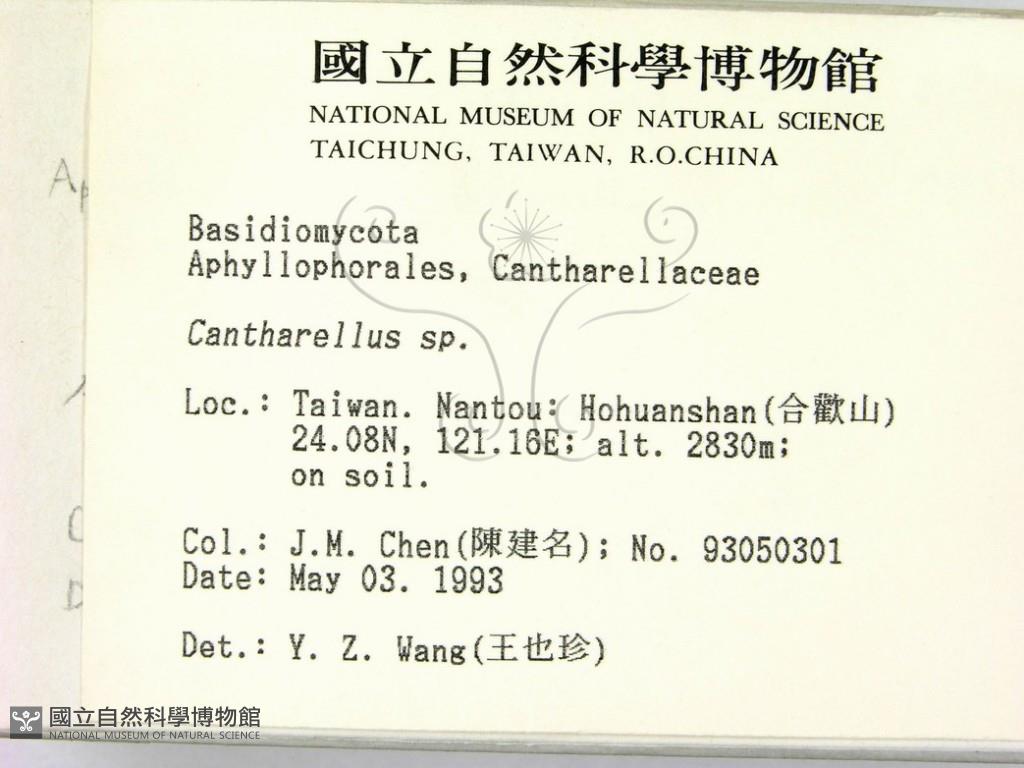 國立自然科學博物館
NATIONAL MUSEUM OF NATURAL SCIENCE
TAICHUNG, TAIWAN, R.O.CHINA
Basidiomycota
Aphyllophorales, Cantharellaceae
Cantharellus sp.
Loc.: Taiwan. Nantou: Hohuanshan(合歡山)
24.08N, 121.16E; alt. 2830m;
on soil.
Col.: J.M. Chen(陳建名); No. 93050301
Date: May 03. 1993
Det.: Y. Z. Wang(王也珍)
國立自然科學博物館
NATIONAL MUSEUM OF NATURAL SCIENCE